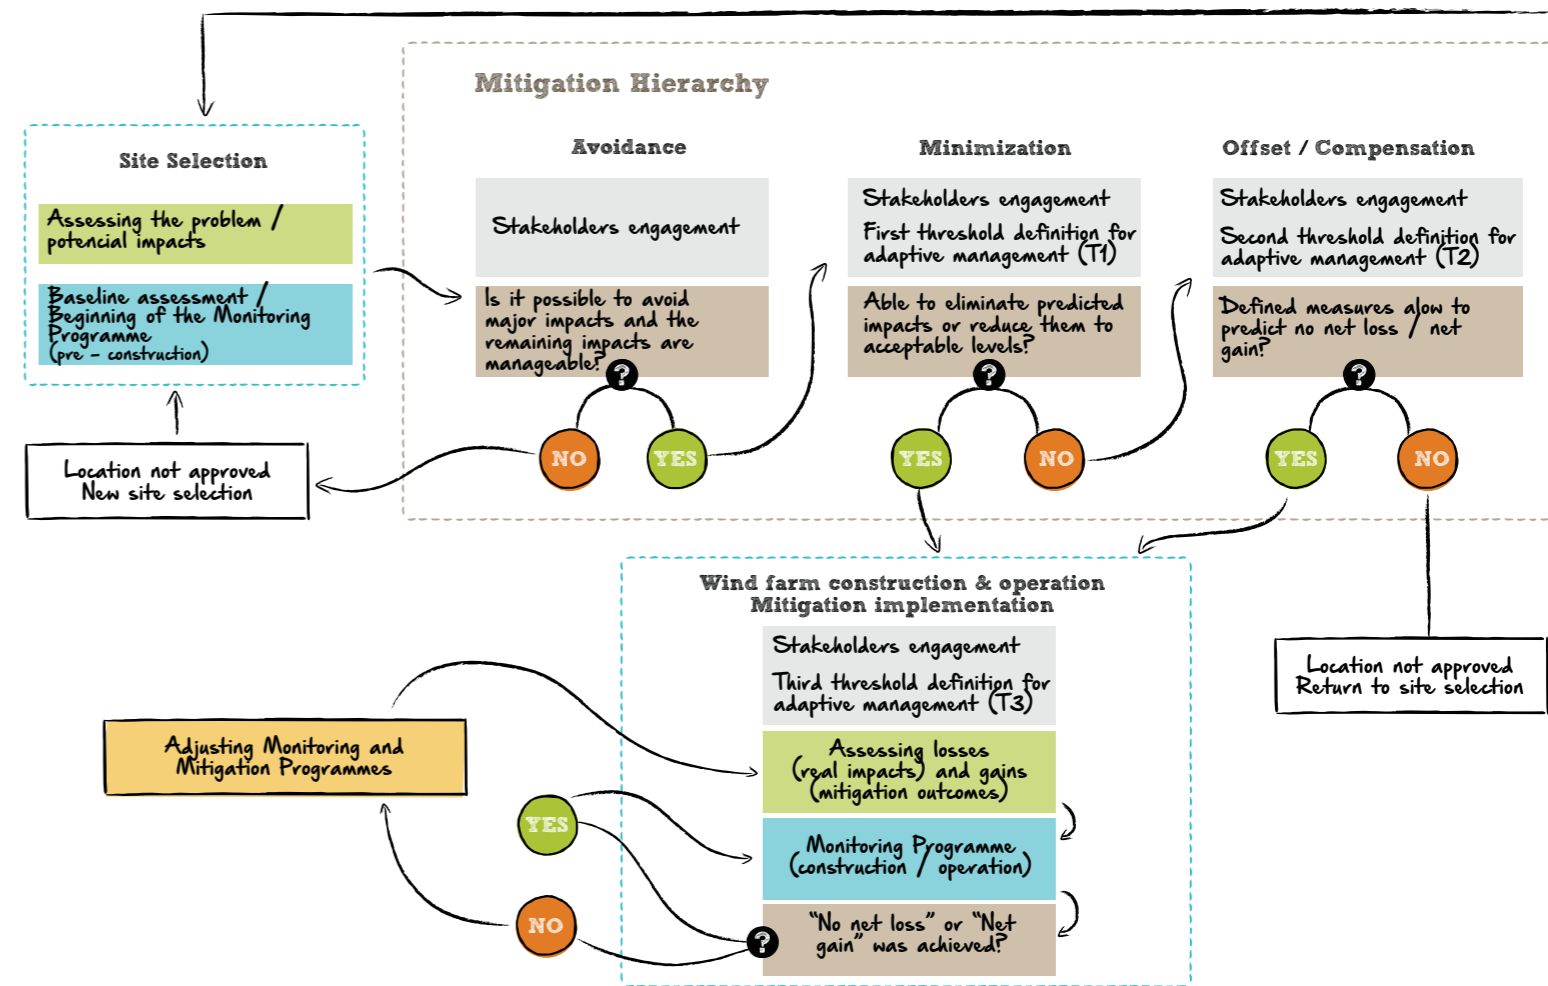 Mitigation Hierarchy
Site Selection
Assessing the problem /
potencial impacts
Baseline assessment /
Beginning of the Monitoring
Programme
(pre - construction)
Location not approved
New site selection
Avoidance
Stakeholders engagement
Is it possible to avoid
major impacts and the
remaining impacts are
manageable?
?
NO
YES
Minimization
Stakeholders engagement
First threshold definition for
adaptive management (T1)
Able to eliminate predicted
impacts or reduce them to
acceptable levels?
?
YES
NO
Offset / Compensation
Stakeholders engagement
Second threshold definition for
adaptive management (T2)
Defined measures alow to
predict no net loss / net
gain?
?
YES
NO
Location not approved
Return to site selection
Wind farm construction & operation
Mitigation implementation
Stakeholders engagement
Third threshold definition for
adaptive management (T3)
Assessing losses
(real impacts) and gains
(mitigation outcomes)
Monitoring Programme
(construction / operation)
"No net loss" or "Net
gain" was achieved?
?
YES
NO
Adjusting Monitoring and
Mitigation Programmes